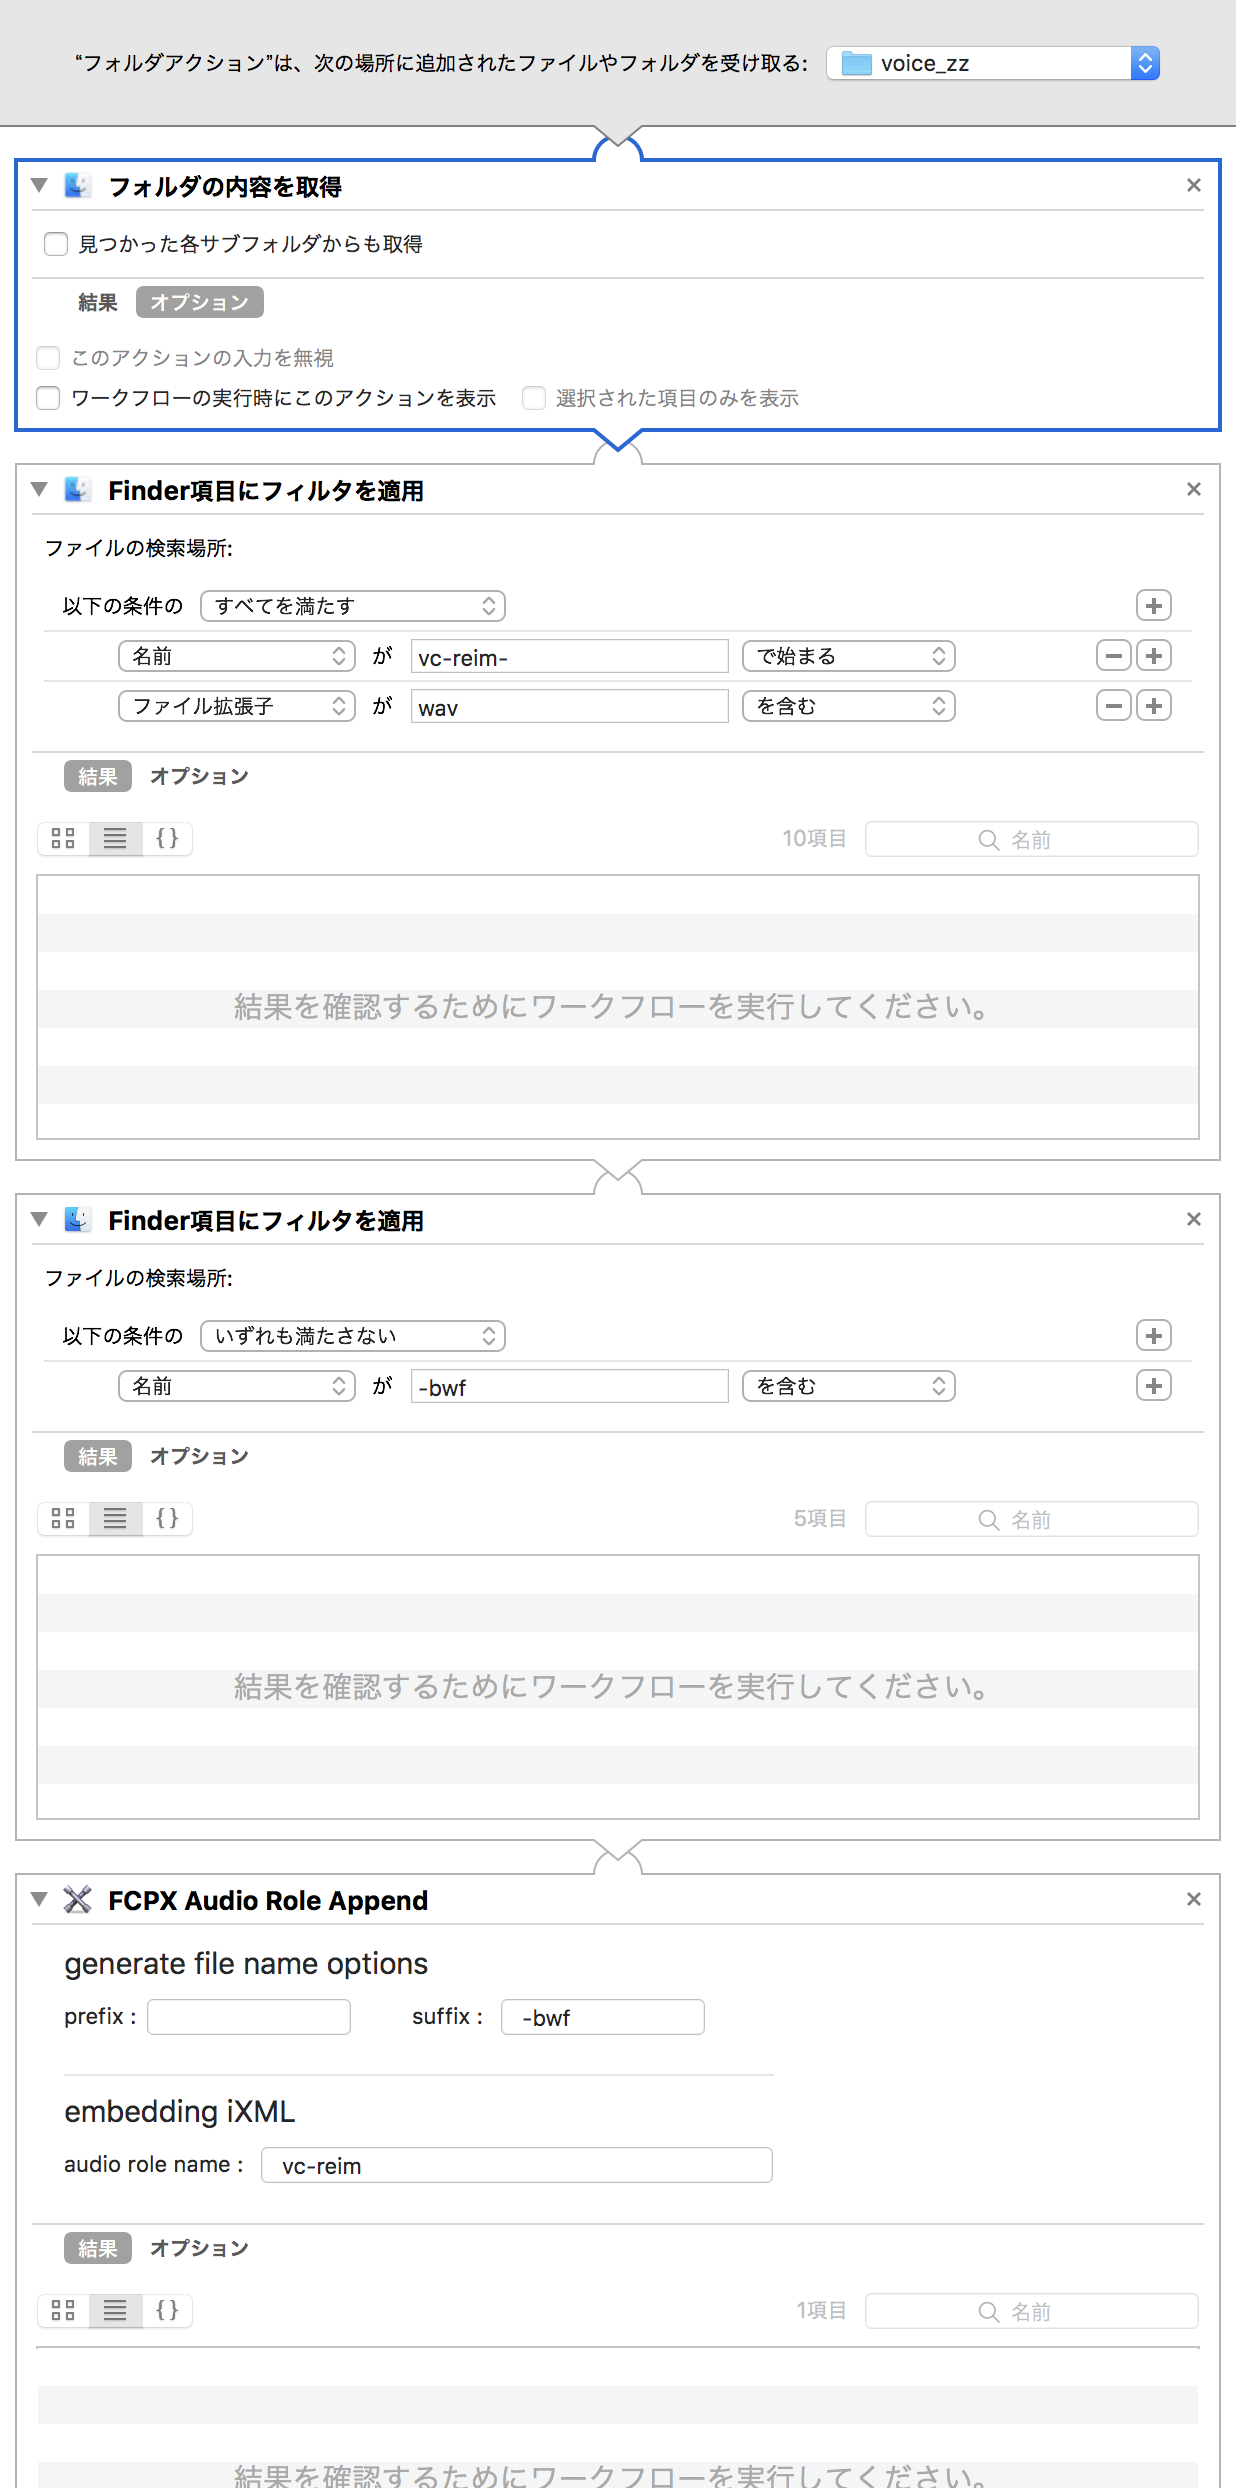 “フォルダアクション”は、次の場所に追加されたファイルやフォルダを受け取る: voice_zz
フォルダの内容を取得
見つかった各サブフォルダからも取得
結果 オプション
このアクションの入力を無視
ワークフローの実行時にこのアクションを表示 選択された項目のみを表示
Finder項目にフィルタを適用
ファイルの検索場所:
以下の条件の すべてを満たす
名前 が vc-reim- で始まる
ファイル拡張子 が wav を含む
結果 オプション
{} 10項目 名前
結果を確認するためにワークフローを実行してください。
Finder項目にフィルタを適用
ファイルの検索場所:
以下の条件の いずれも満たさない
名前 が -bwf を含む
結果 オプション
{} 5項目 名前
結果を確認するためにワークフローを実行してください。
FCPX Audio Role Append
generate file name options
prefix : suffix : -bwf
embedding iXML
audio role name : vc-reim
結果 オプション
{} 1項目 名前
結果を確認するためにワークフローを実行してください。